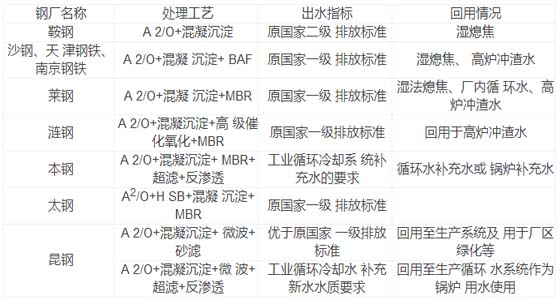 钢厂名称 处理工艺 出水指标 回用情况
鞍钢 A 2/O+混凝沉淀 原国家二级 排放标准 湿熄焦
沙钢、天 津钢铁、
南京钢铁 A 2/O+混凝 沉淀+ BAF 原国家一级 排放标准 湿熄焦、 高炉冲渣水
莱钢 A 2/O+混凝 沉淀+MBR 原国家一级 排放标准 湿法熄焦、厂内循 环水、高
炉冲渣水
涟钢 A 2/O+混凝沉淀+高 级催
化氧化+MBR 原国家一级排放标准 回用于高炉冲渣水
本钢 A 2/O+混凝沉淀+ MBR+
超滤+反渗透 工业循环冷却系 统补
充水的要求 循环水补充水或 锅炉补充水
太钢 A²/O+H SB+混凝 沉淀+
MBR 原国家一级 排放标准
昆钢 A 2/O+混凝沉淀+ 微波+
砂滤 优于原国家 一级排放
标准 回用至生产系统及 用于厂区
绿化等
A 2/O+混凝沉淀+微 波+
超滤+反渗透 工业循环冷却水 补充
新水水质要求 回用至生产循环 水系统作为
锅炉 用水使用